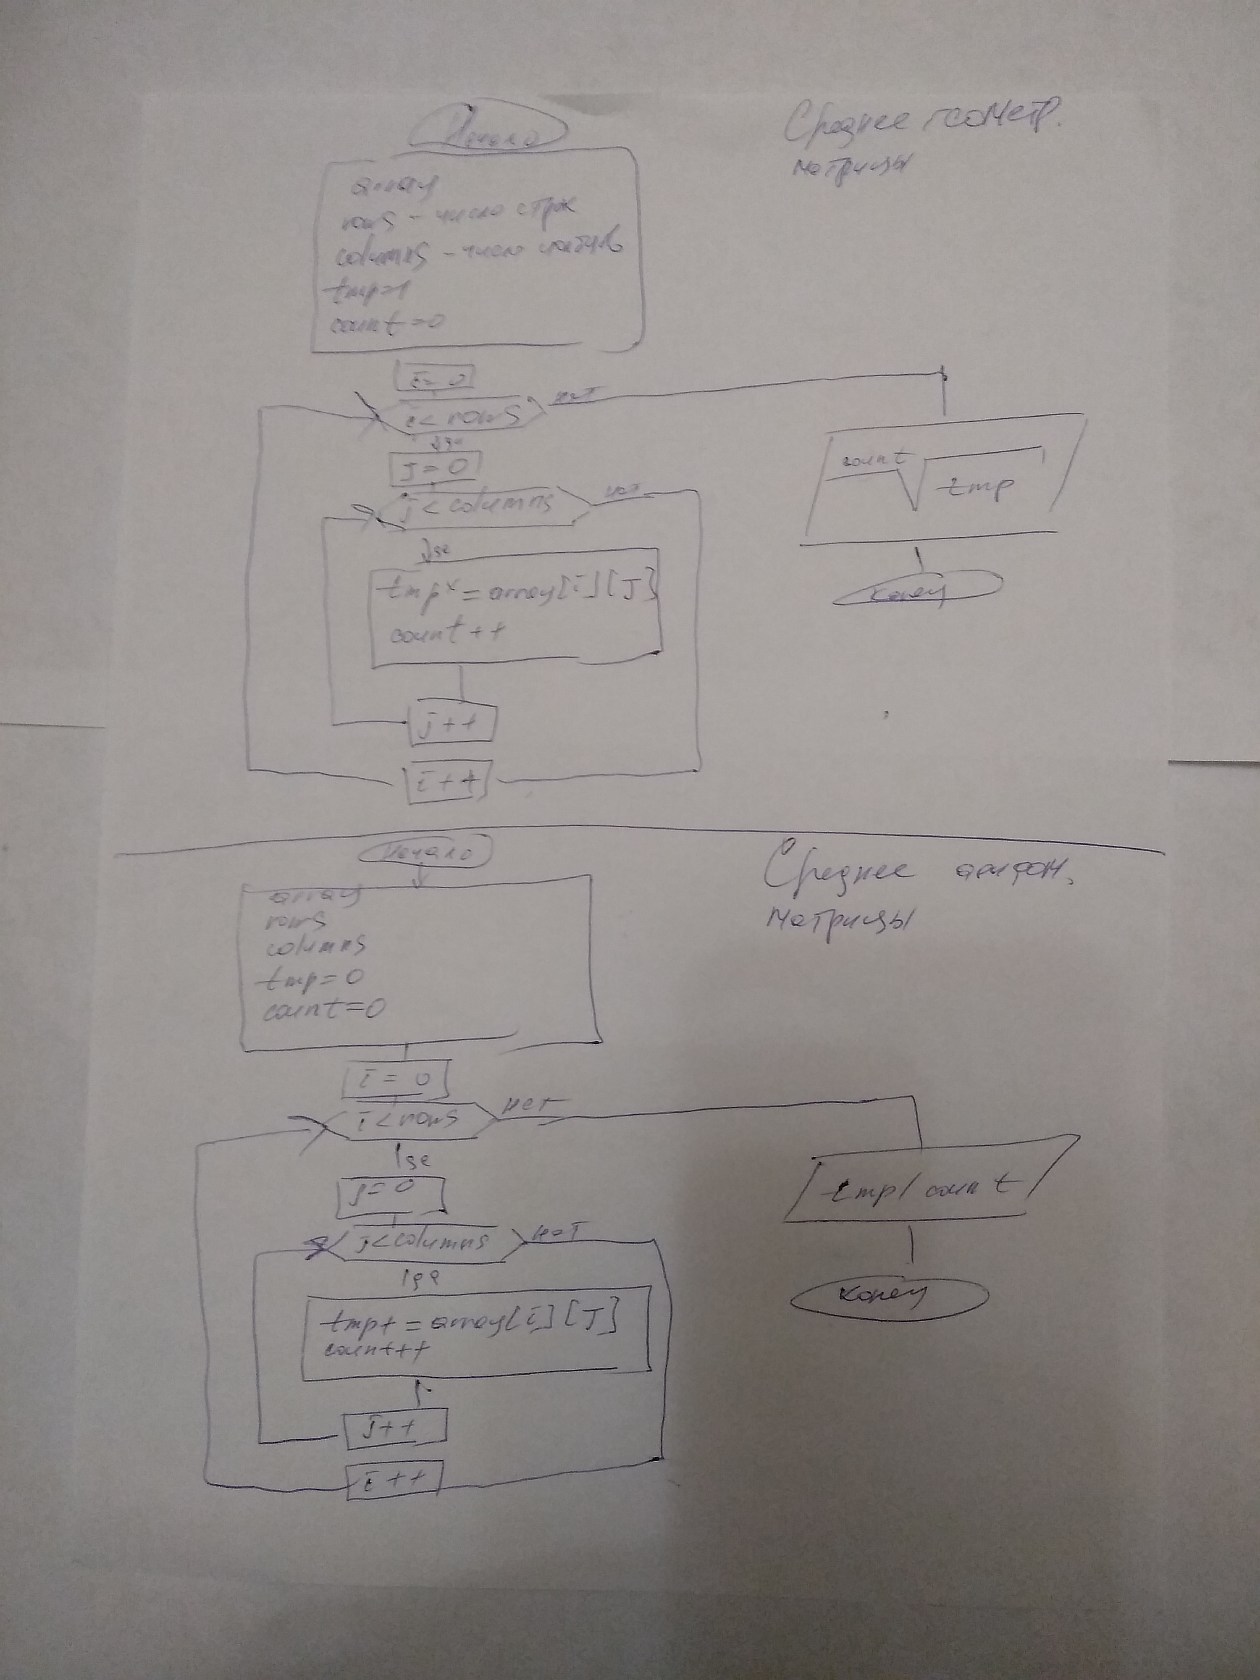 Начало
Среднее геометр.
матрицы
array
rows - число строк
columns - число столбцов
tmp=1
count=0
i=0
i < rows
нет
да
j=0
j < columns
нет
да
tmp* = array[i][j]
count++
j++
i++
count√tmp
конец
Начало
Среднее
матрицы
array
rows
columns
tmp=0
count=0
i=0
i < rows
нет
да
j=0
j < columns
нет
да
tmp+ = array[i][j]
count++
j++
i++
tmp/count
конец